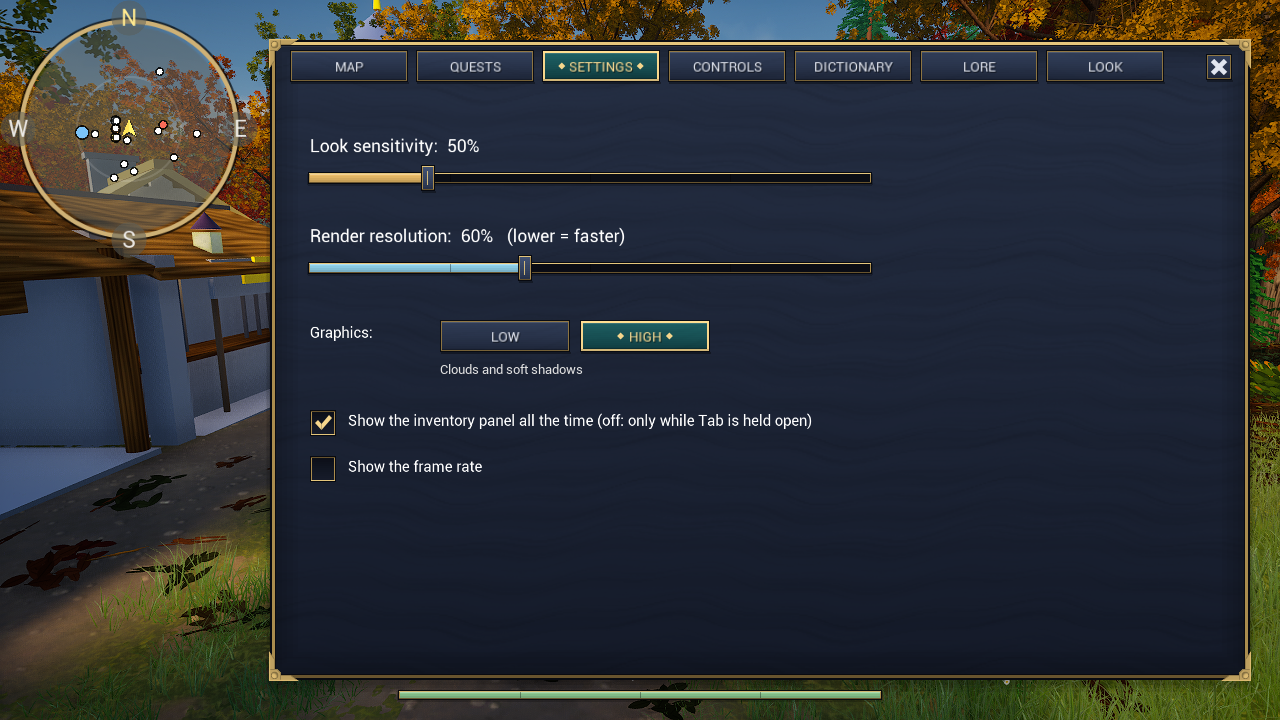 N
W
E
S
MAP
QUESTS
SETTINGS
CONTROLS
DICTIONARY
LORE
LOOK
Look sensitivity: 50%
Render resolution: 60% (lower = faster)
Graphics:
LOW
HIGH
Clouds and soft shadows
Show the inventory panel all the time (off: only while Tab is held open)
Show the frame rate